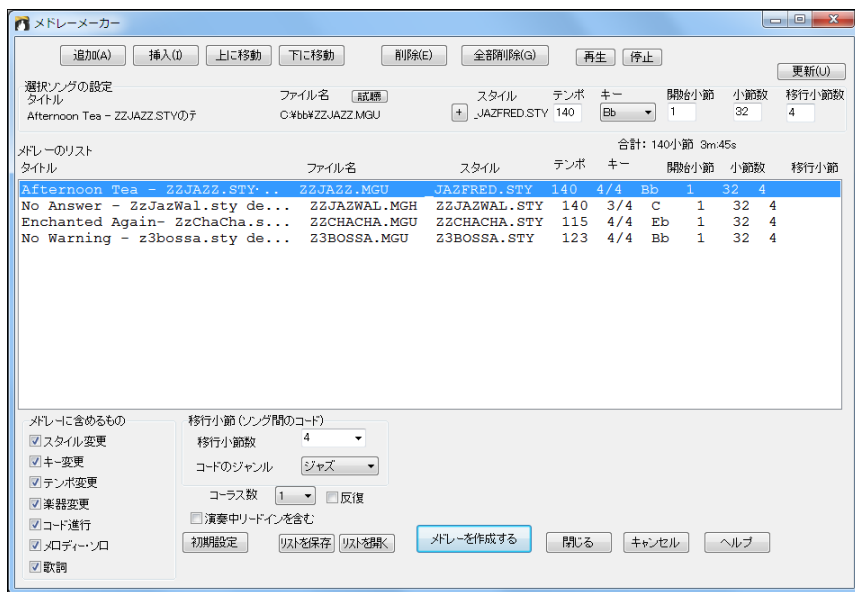 メドレーメーカー
追加(A) 挿入(I) 上に移動 下に移動 削除(E) 全部削除(G) 再生 停止
更新(U)
選択ソングの設定
タイトル ファイル名 試聴 スタイル テンポ キー 開始小節 小節数 移行小節数
Afternoon Tea - ZZJAZZ.STYのデ C:¥bb¥ZZJAZZ.MGU + _JAZFRED.STY 140 Bb 1 32 4
合計: 140小節 3m:45s
メドレーのリスト
タイトル ファイル名 スタイル テンポ キー 開始小節 小節数 移行小節
Afternoon Tea - ZZJAZZ.STY･... ZZJAZZ.MGU _JAZFRED.STY 140 4/4 Bb 1 32 4
No Answer - ZzJazWal.sty de... ZZJAZWAL.MGH ZZJAZWAL.STY 140 3/4 C 1 32 4
Enchanted Again- ZzChaCha.s... ZZCHACHA.MGU ZZCHACHA.STY 115 4/4 Eb 1 32 4
No Warning - z3bossa.sty de... Z3BOSSA.MGU Z3BOSSA.STY 123 4/4 Bb 1 32 4
メドレーに含めるもの
スタイル変更
キー変更
テンポ変更
楽器変更
コード進行
メロディー・ソロ
歌詞
移行小節 (ソング間のコード)
移行小節数 4
コードのジャンル ジャズ
コーラス数 1 反復
演奏中リードインを含む
初期設定 リストを保存 リストを開く メドレーを作成する 閉じる キャンセル ヘルプ